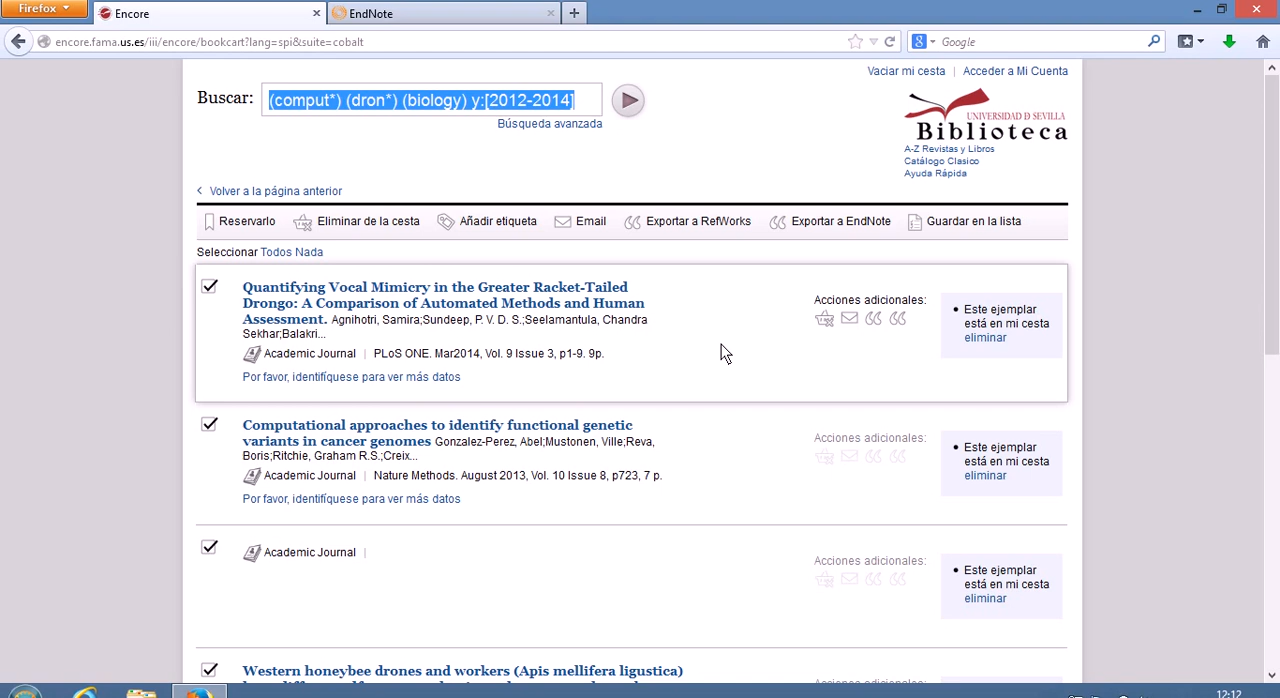 Firefox
Encore
EndNote
encore.fama.us.es/iii/encore/bookcart?lang=spi&suite=cobalt
Google
Vaciar mi cesta | Acceder a Mi Cuenta
Buscar: (comput*) (dron*) (biology) y:[2012-2014]
Búsqueda avanzada
UNIVERSIDAD D SEVILLA
Biblioteca
A-Z Revistas y Libros
Catálogo Clasico
Ayuda Rápida
Volver a la página anterior
Reservarlo Eliminar de la cesta Añadir etiqueta Email Exportar a RefWorks Exportar a EndNote Guardar en la lista
Seleccionar Todos Nada
Quantifying Vocal Mimicry in the Greater Racket-Tailed
Drongo: A Comparison of Automated Methods and Human
Assessment. Agnihotri, Samira;Sundeep, P. V. D. S.;Seelamantula, Chandra
Sekhar;Balakri...
Academic Journal | PLoS ONE. Mar2014, Vol. 9 Issue 3, p1-9. 9p.
Por favor, identifíquese para ver más datos
Acciones adicionales:
Este ejemplar
está en mi cesta
eliminar
Computational approaches to identify functional genetic
variants in cancer genomes Gonzalez-Perez, Abel;Mustonen, Ville;Reva,
Boris;Ritchie, Graham R.S.;Creix...
Academic Journal | Nature Methods. August 2013, Vol. 10 Issue 8, p723, 7 p.
Por favor, identifíquese para ver más datos
Acciones adicionales:
Este ejemplar
está en mi cesta
eliminar
Academic Journal |
Acciones adicionales:
Este ejemplar
está en mi cesta
eliminar
Western honeybee drones and workers (Apis mellifera ligustica)
12:12